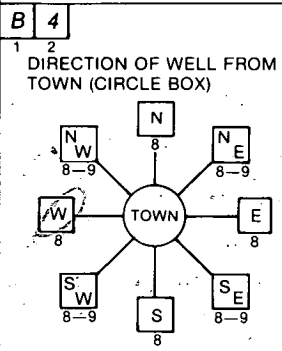 B 4
1 2
DIRECTION OF WELL FROM
TOWN (CIRCLE BOX)
N
8
N W
8-9
N E
8-9
W
8
TOWN
E
8
S W
8-9
S E
8-9
S
8